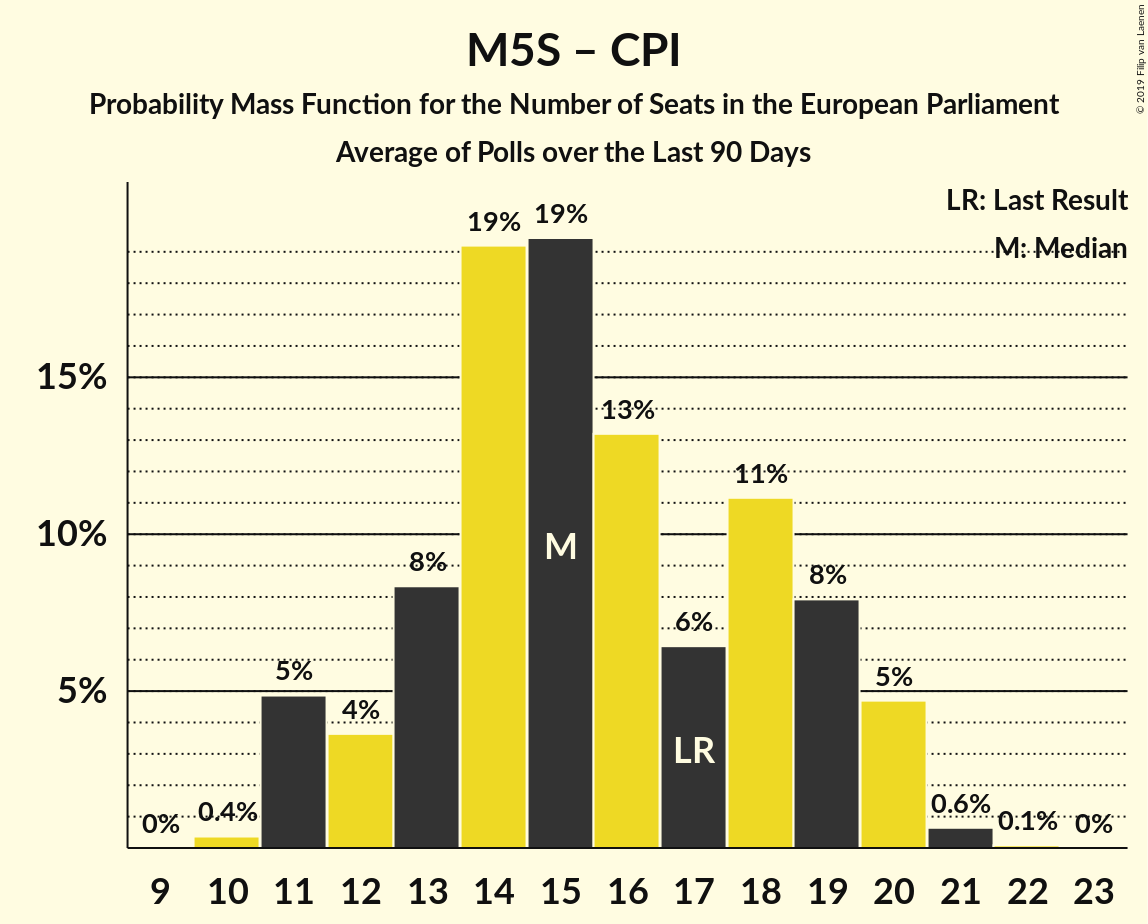 M5S – CPI
Probability Mass Function for the Number of Seats in the European Parliament
Average of Polls over the Last 90 Days
© 2019 Filip van Laenen
LR: Last Result
M: Median
19%
19%
15%
13%
11%
10%
M
8%
8%
6%
5%
5%
5%
4%
LR
0%
0.4%
0.6%
0.1%
0%
9 10 11 12 13 14 15 16 17 18 19 20 21 22 23